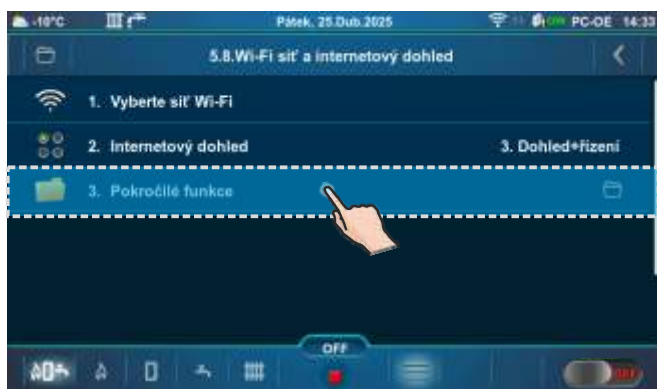 -10°C Pátek, 25.Dub.2025 PC-OE 14:33
5.8.Wi-Fi síť a internetový dohled
1. Vyberte síť Wi-Fi
2. Internetový dohled 3. Dohled+řízení
3. Pokročilé funkce
OFF
OFF